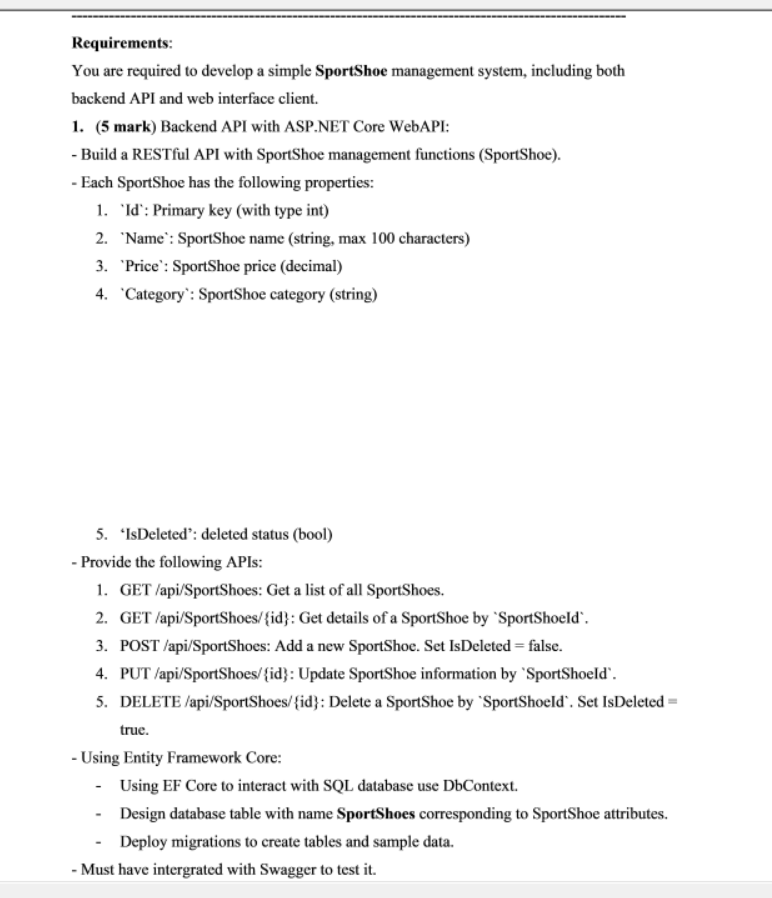 Requirements:
You are required to develop a simple SportShoe management system, including both
backend API and web interface client.
1. (5 mark) Backend API with ASP.NET Core WebAPI:
- Build a RESTful API with SportShoe management functions (SportShoe).
- Each SportShoe has the following properties:
1. `Id`: Primary key (with type int)
2. `Name`: SportShoe name (string, max 100 characters)
3. `Price`: SportShoe price (decimal)
4. `Category`: SportShoe category (string)
5. ‘IsDeleted’: deleted status (bool)
- Provide the following APIs:
1. GET /api/SportShoes: Get a list of all SportShoes.
2. GET /api/SportShoes/{id}: Get details of a SportShoe by `SportShoeId`.
3. POST /api/SportShoes: Add a new SportShoe. Set IsDeleted = false.
4. PUT /api/SportShoes/{id}: Update SportShoe information by `SportShoeId`.
5. DELETE /api/SportShoes/{id}: Delete a SportShoe by `SportShoeId`. Set IsDeleted =
true.
- Using Entity Framework Core:
- Using EF Core to interact with SQL database use DbContext.
- Design database table with name SportShoes corresponding to SportShoe attributes.
- Deploy migrations to create tables and sample data.
- Must have intergrated with Swagger to test it.